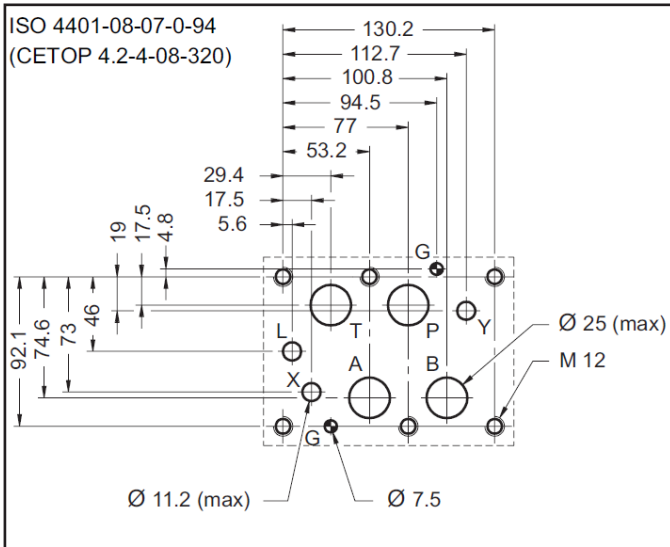 ISO 4401-08-07-0-94
(CETOP 4.2-4-08-320)
130.2
112.7
100.8
94.5
77
53.2
29.4
17.5
5.6
19
17.5
4.8
92.1
74.6
73
46
G
L
T
P
Y
X
A
B
G
Ø 25 (max)
M 12
Ø 11.2 (max)
Ø 7.5